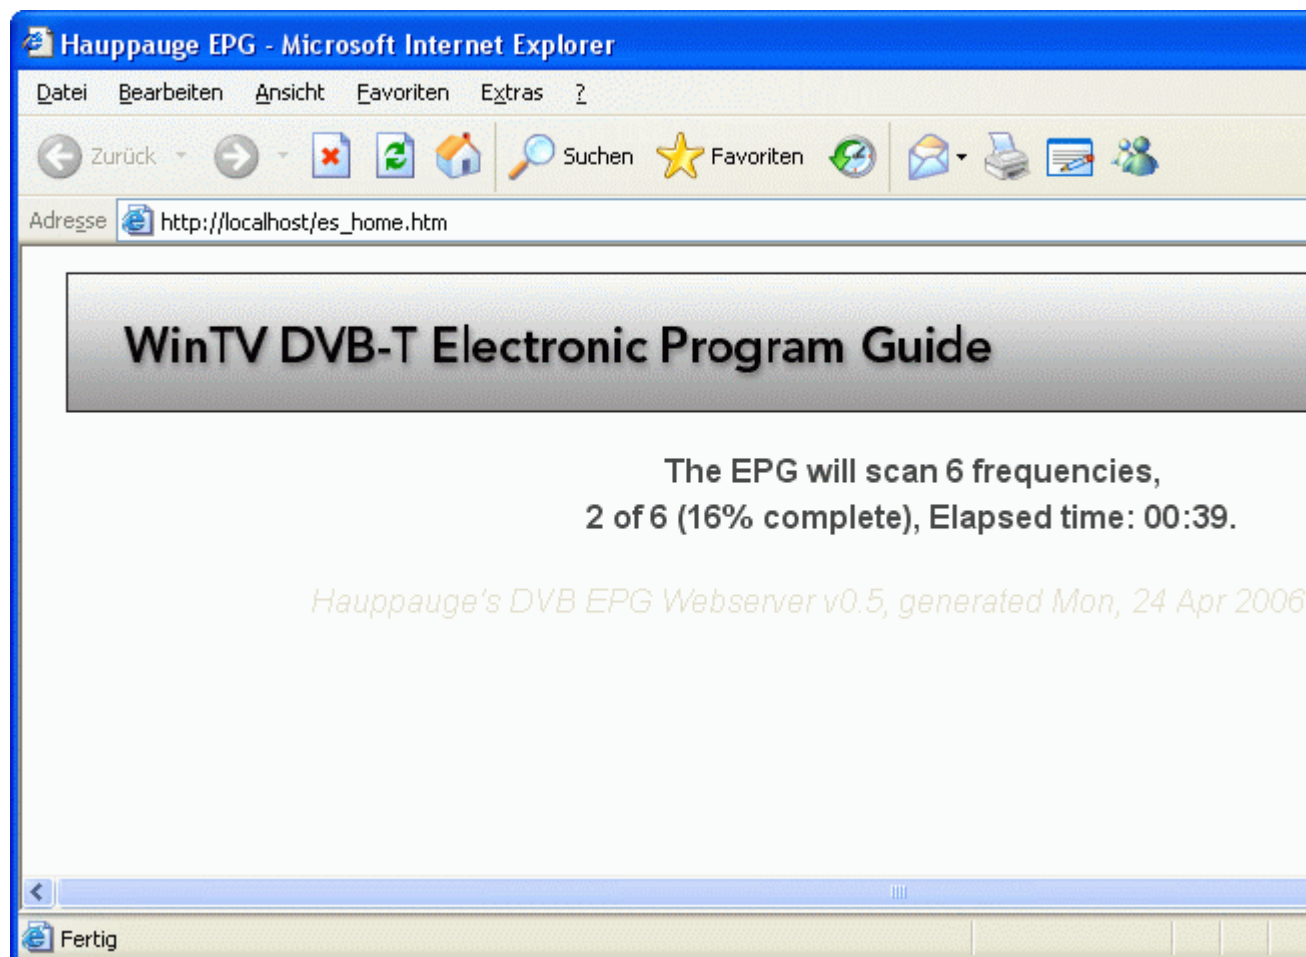 Hauppauge EPG - Microsoft Internet Explorer
Datei Bearbeiten Ansicht Favoriten Extras ?
Zurück Suchen Favoriten
Adresse http://localhost/es_home.htm
WinTV DVB-T Electronic Program Guide
The EPG will scan 6 frequencies,
2 of 6 (16% complete), Elapsed time: 00:39.
Hauppauge's DVB EPG Webserver v0.5, generated Mon, 24 Apr 2006
Fertig